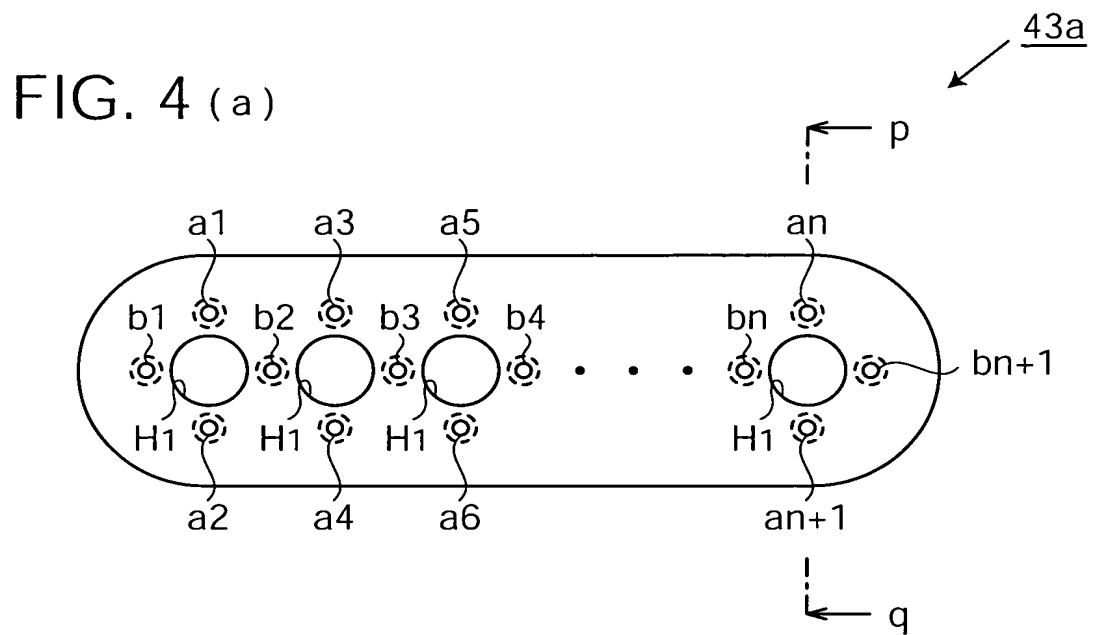 43a
FIG. 4 (a)
p
a1 a3 a5 an
b1 b2 b3 b4 bn
bn+1
H1 H1 H1 H1
a2 a4 a6 an+1
q